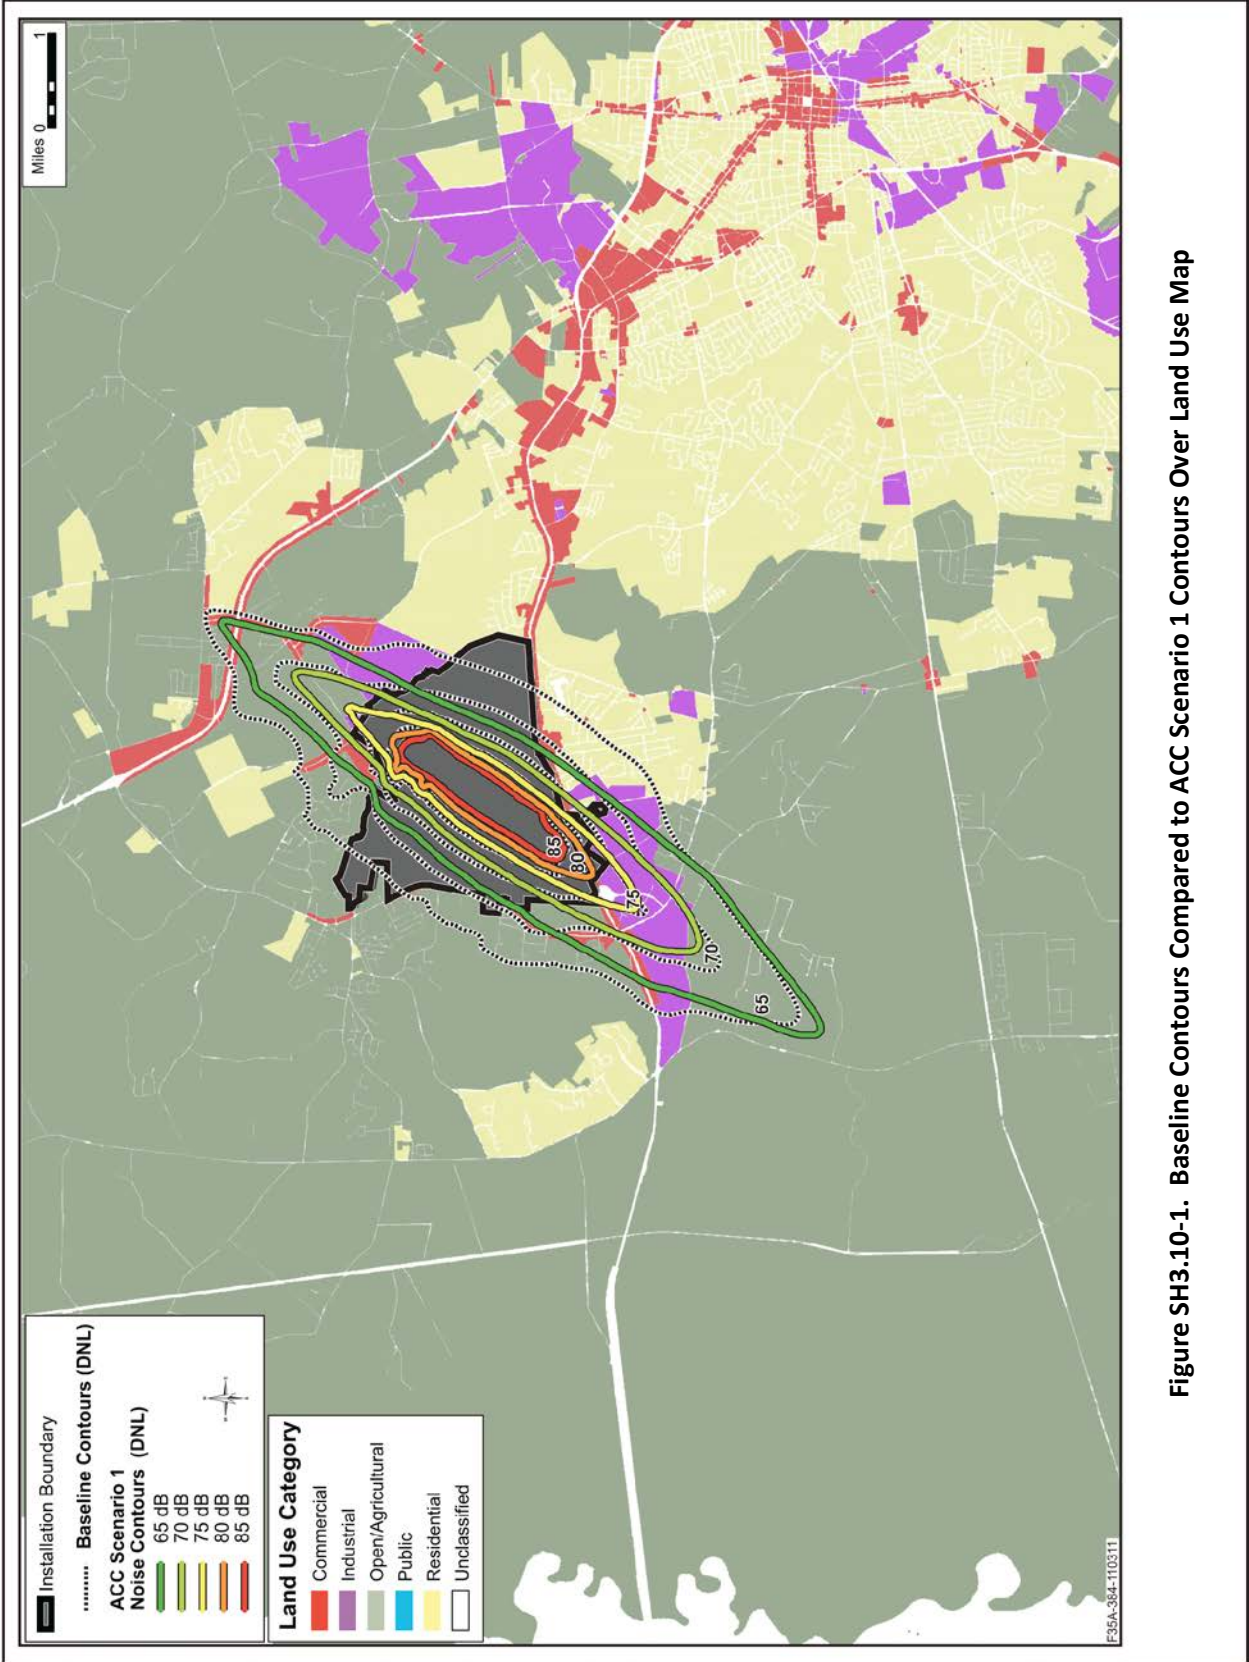 Installation Boundary
Baseline Contours (DNL)
ACC Scenario 1
Noise Contours (DNL)
65 dB
70 dB
75 dB
80 dB
85 dB
Land Use Category
Commercial
Industrial
Open/Agricultural
Public
Residential
Unclassified
Miles 0 1
85
80
75
70
65
F35A-384-110311
Figure SH3.10-1. Baseline Contours Compared to ACC Scenario 1 Contours Over Land Use Map